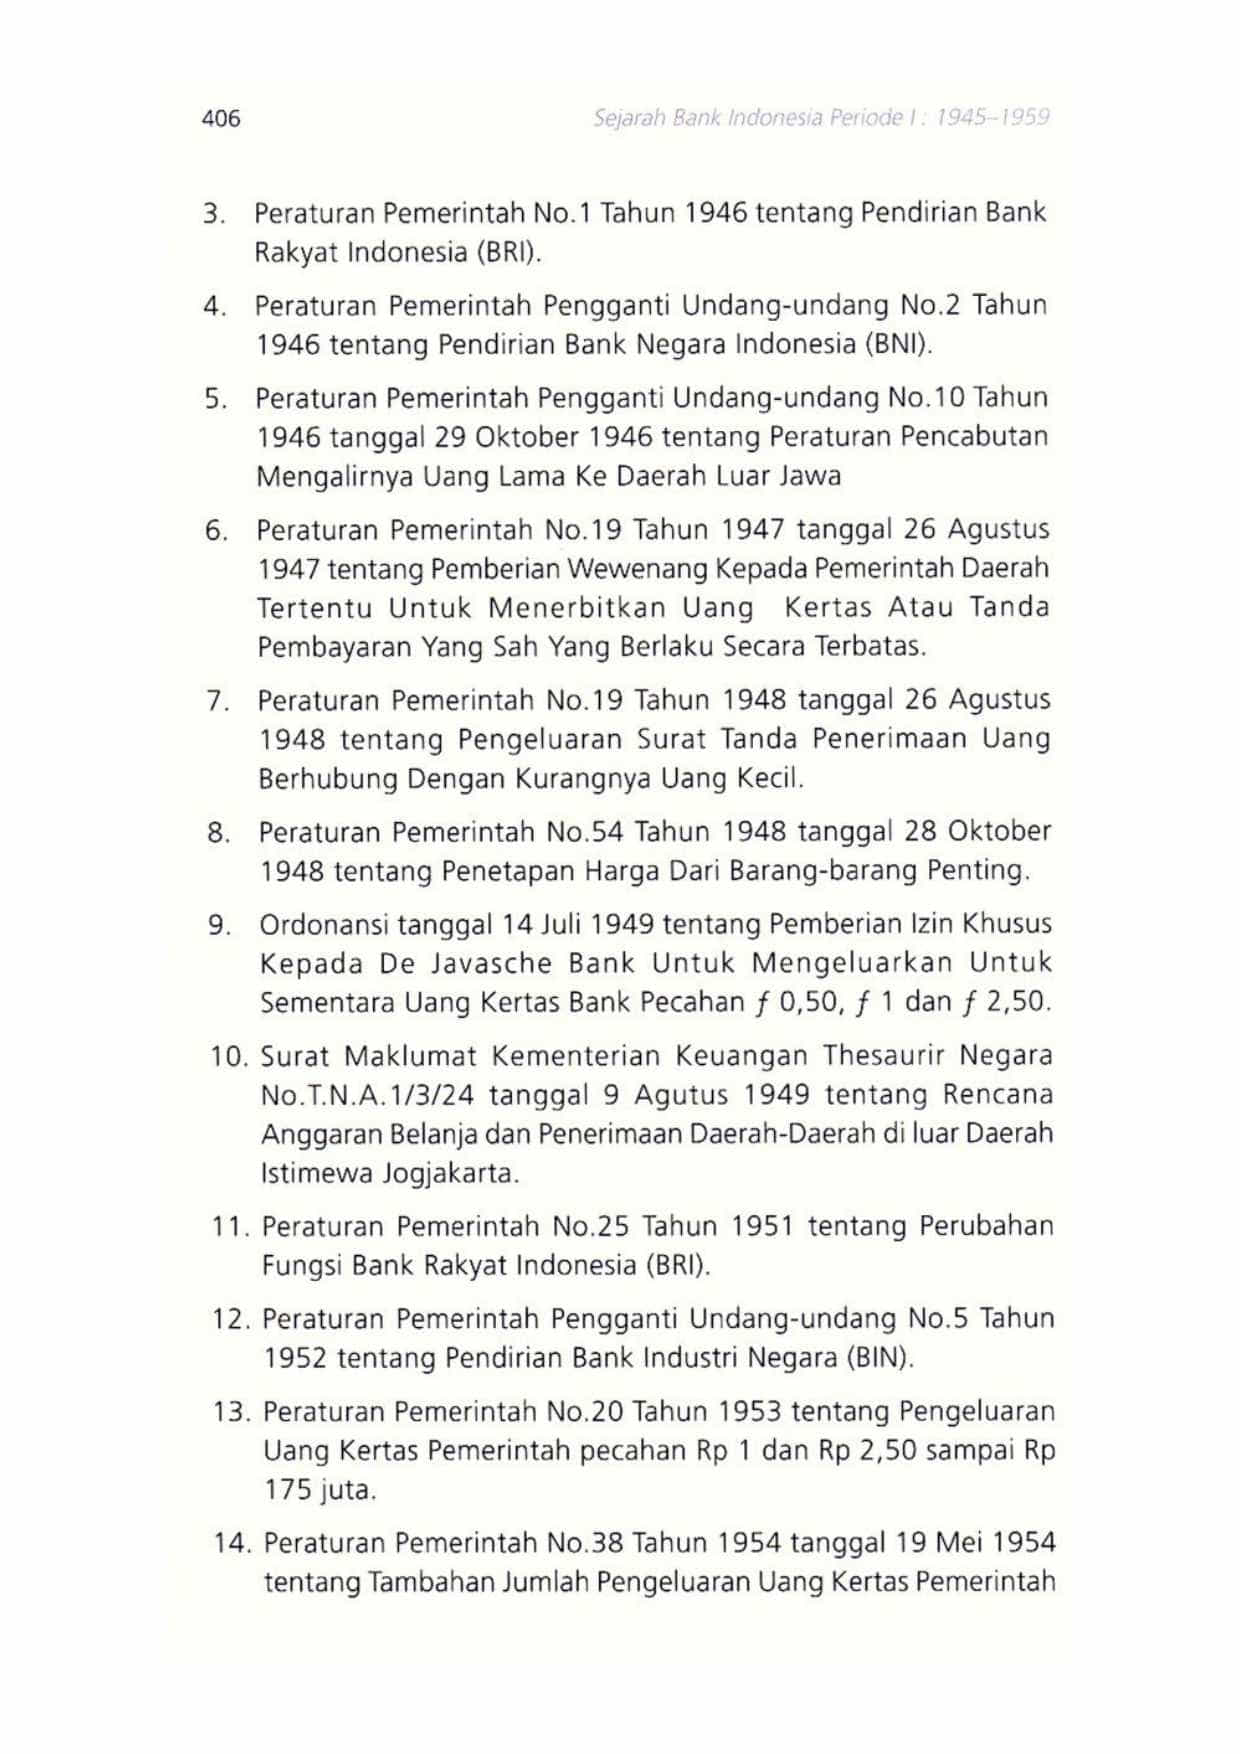 406
Sejarah Bank Indonesia Periode I : 1945–1959
3. Peraturan Pemerintah No.1 Tahun 1946 tentang Pendirian Bank
Rakyat Indonesia (BRI).
4. Peraturan Pemerintah Pengganti Undang-undang No.2 Tahun
1946 tentang Pendirian Bank Negara Indonesia (BNI).
5. Peraturan Pemerintah Pengganti Undang-undang No.10 Tahun
1946 tanggal 29 Oktober 1946 tentang Peraturan Pencabutan
Mengalirnya Uang Lama Ke Daerah Luar Jawa
6. Peraturan Pemerintah No.19 Tahun 1947 tanggal 26 Agustus
1947 tentang Pemberian Wewenang Kepada Pemerintah Daerah
Tertentu Untuk Menerbitkan Uang Kertas Atau Tanda
Pembayaran Yang Sah Yang Berlaku Secara Terbatas.
7. Peraturan Pemerintah No.19 Tahun 1948 tanggal 26 Agustus
1948 tentang Pengeluaran Surat Tanda Penerimaan Uang
Berhubung Dengan Kurangnya Uang Kecil.
8. Peraturan Pemerintah No.54 Tahun 1948 tanggal 28 Oktober
1948 tentang Penetapan Harga Dari Barang-barang Penting.
9. Ordonansi tanggal 14 Juli 1949 tentang Pemberian Izin Khusus
Kepada De Javasche Bank Untuk Mengeluarkan Untuk
Sementara Uang Kertas Bank Pecahan ƒ 0,50, ƒ 1 dan ƒ 2,50.
10. Surat Maklumat Kementerian Keuangan Thesaurir Negara
No.T.N.A.1/3/24 tanggal 9 Agutus 1949 tentang Rencana
Anggaran Belanja dan Penerimaan Daerah-Daerah di luar Daerah
Istimewa Jogjakarta.
11. Peraturan Pemerintah No.25 Tahun 1951 tentang Perubahan
Fungsi Bank Rakyat Indonesia (BRI).
12. Peraturan Pemerintah Pengganti Undang-undang No.5 Tahun
1952 tentang Pendirian Bank Industri Negara (BIN).
13. Peraturan Pemerintah No.20 Tahun 1953 tentang Pengeluaran
Uang Kertas Pemerintah pecahan Rp 1 dan Rp 2,50 sampai Rp
175 juta.
14. Peraturan Pemerintah No.38 Tahun 1954 tanggal 19 Mei 1954
tentang Tambahan Jumlah Pengeluaran Uang Kertas Pemerintah